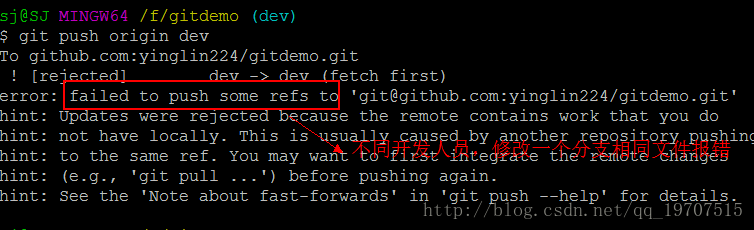 sj@SJ MINGW64 /f/gitdemo (dev)
$ git push origin dev
To github.com:yinglin224/gitdemo.git
! [rejected] dev -> dev (fetch first)
error: failed to push some refs to 'git@github.com:yinglin224/gitdemo.git'
hint: Updates were rejected because the remote contains work that you do
hint: not have locally. This is usually caused by another repository pushing
hint: to the same ref. You may want to first integrate the remote changes
不同开发人员，修改一个分支相同文件报错
hint: (e.g., 'git pull ...') before pushing again.
hint: See the 'Note about fast-forwards' in 'git push --help' for details.
http://blog.csdn.net/qq_19707515